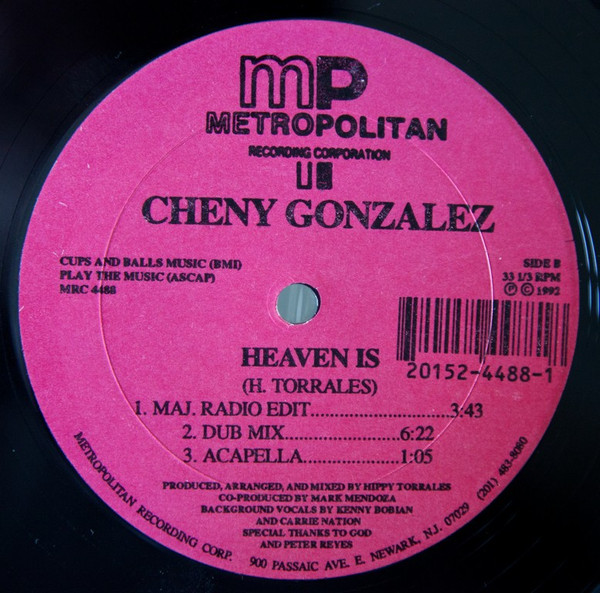 mp
METROPOLITAN
RECORDING CORPORATION
CHENY GONZALEZ
CUPS AND BALLS MUSIC (BMI)
PLAY THE MUSIC (ASCAP)
MRC 4488
SIDE B
33 1/3 RPM
Ⓟ © 1992
20152-4488-1
HEAVEN IS
(H. TORRALES)
1. MAJ. RADIO EDIT............................3:43
2. DUB MIX.......................6:22
3. ACAPELLA...................1:05
PRODUCED, ARRANGED, AND MIXED BY HIPPY TORRALES
CO-PRODUCED BY MARK MENDOZA
BACKGROUND VOCALS BY KENNY BOBIAN
AND CARRIE NATION
SPECIAL THANKS TO GOD
AND PETER REYES
METROPOLITAN RECORDING CORP. 900 PASSAIC AVE. E. NEWARK, N.J. 07029 (201) 483-8080